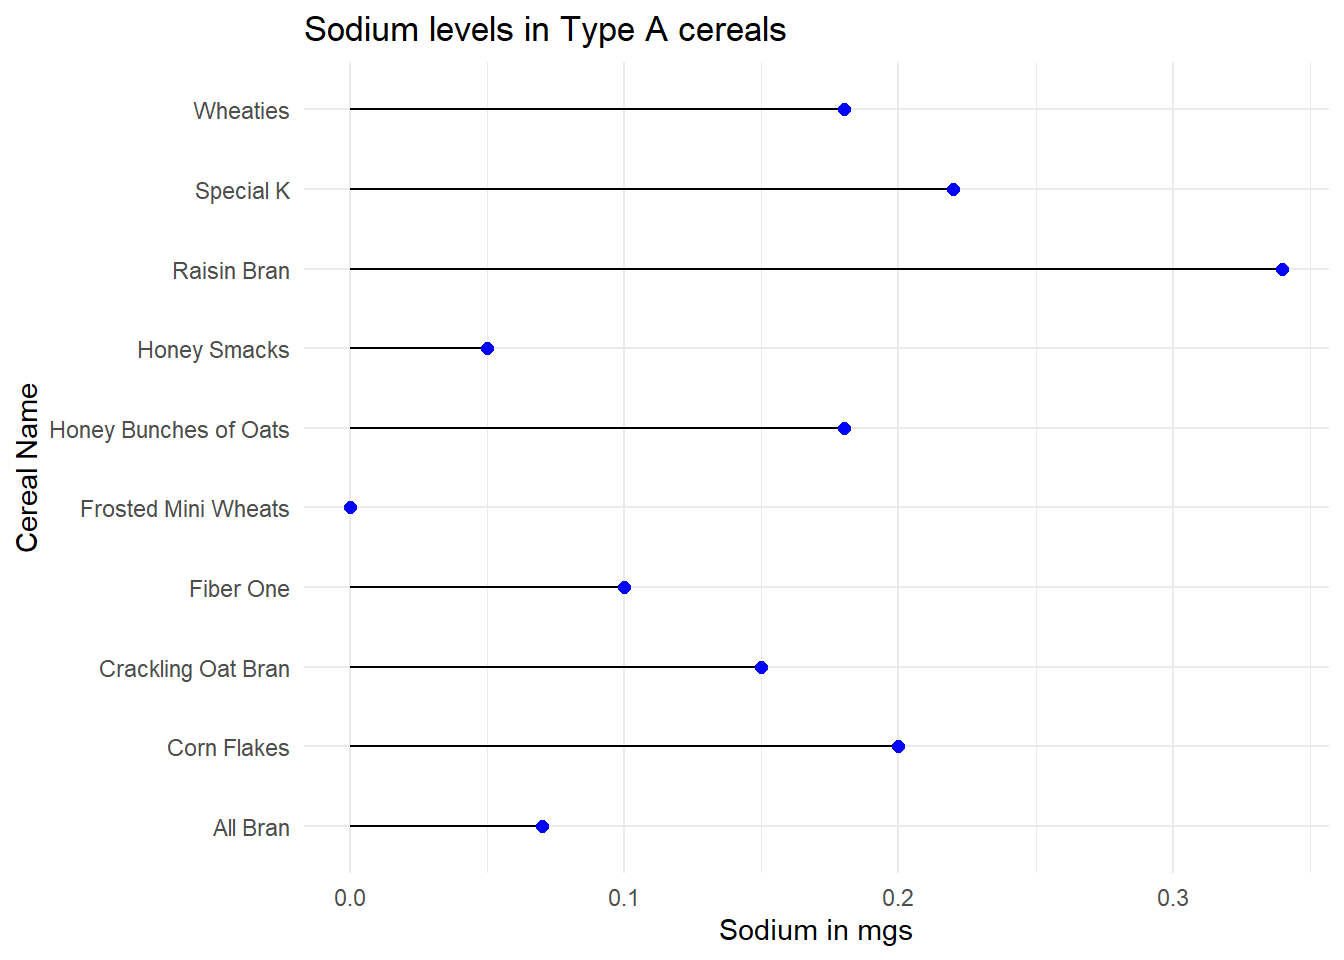 Sodium levels in Type A cereals
Cereal Name
Wheaties
Special K
Raisin Bran
Honey Smacks
Honey Bunches of Oats
Frosted Mini Wheats
Fiber One
Crackling Oat Bran
Corn Flakes
All Bran
0.0 0.1 0.2 0.3
Sodium in mgs